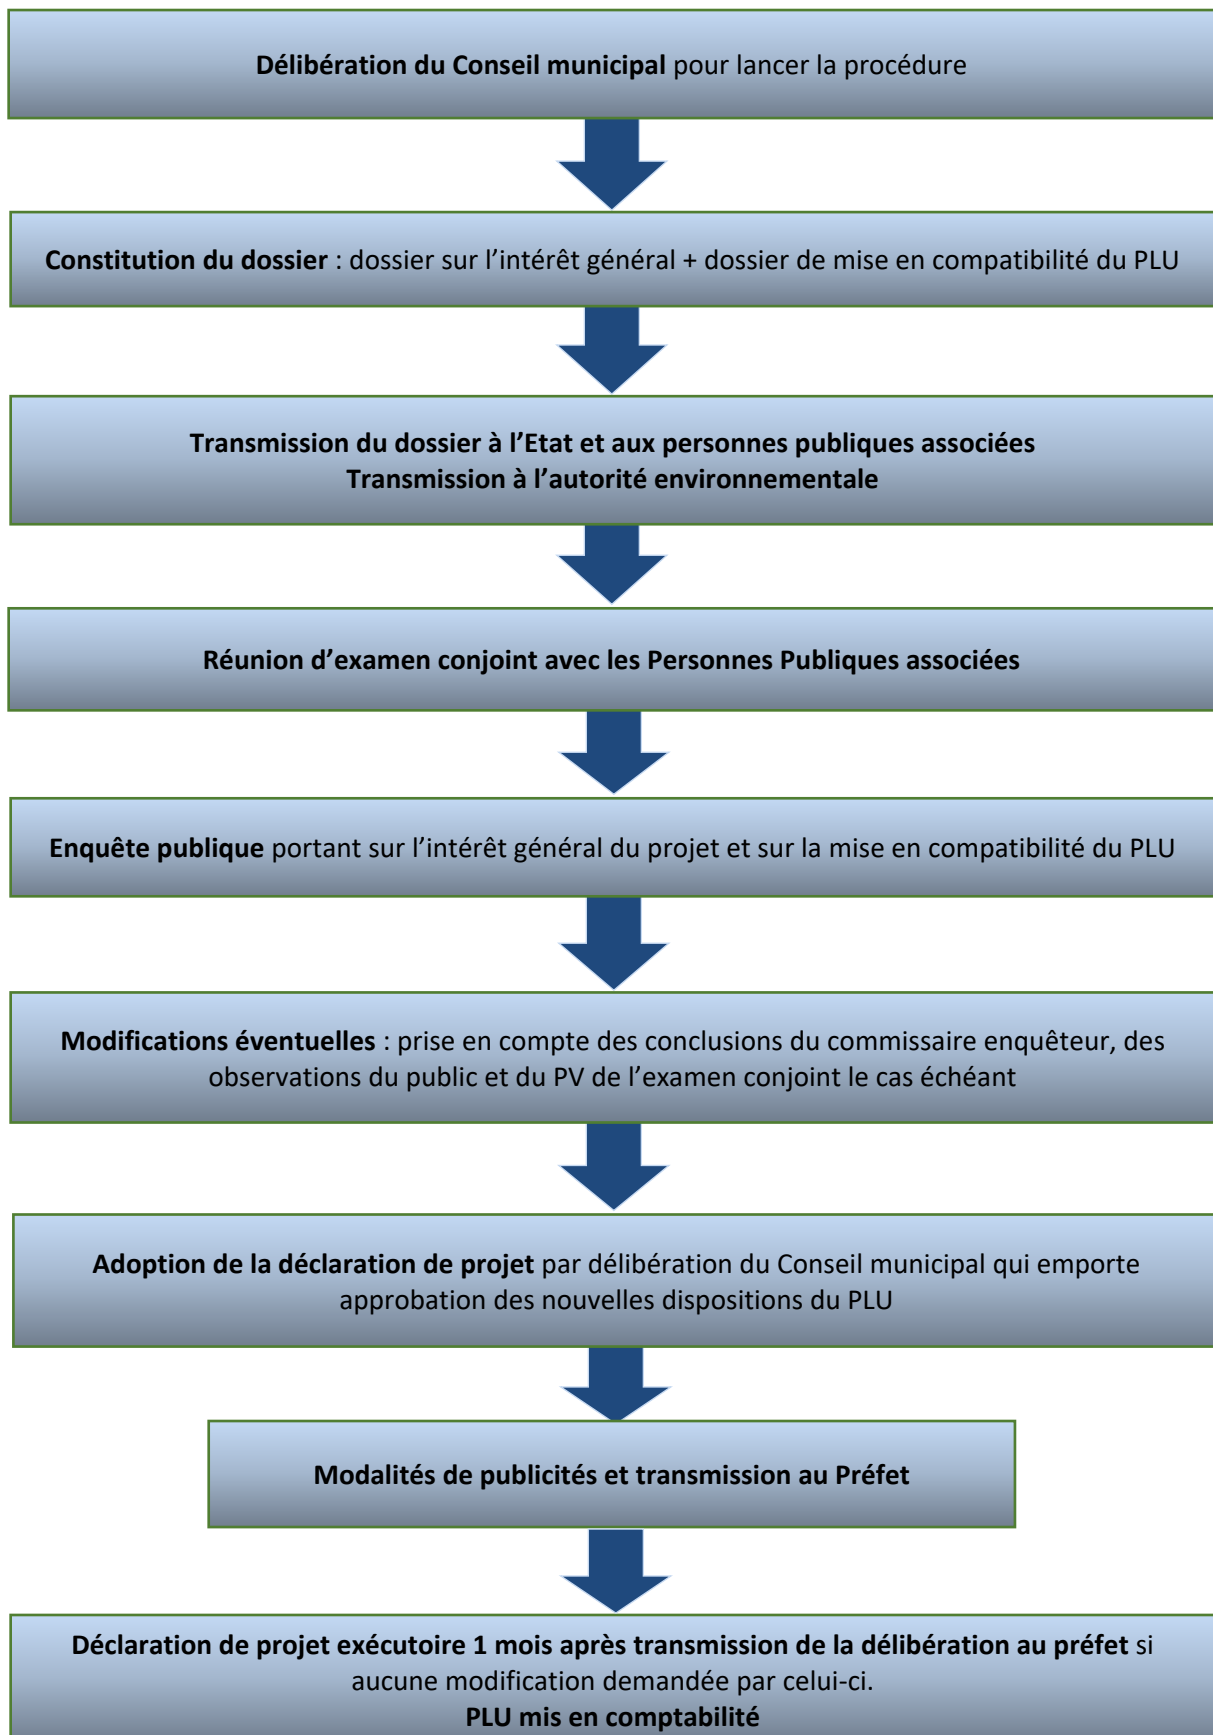 Délibération du Conseil municipal pour lancer la procédure
Constitution du dossier : dossier sur l’intérêt général + dossier de mise en compatibilité du PLU
Transmission du dossier à l’Etat et aux personnes publiques associées
Transmission à l’autorité environnementale
Réunion d’examen conjoint avec les Personnes Publiques associées
Enquête publique portant sur l’intérêt général du projet et sur la mise en compatibilité du PLU
Modifications éventuelles : prise en compte des conclusions du commissaire enquêteur, des
observations du public et du PV de l’examen conjoint le cas échéant
Adoption de la déclaration de projet par délibération du Conseil municipal qui emporte
approbation des nouvelles dispositions du PLU
Modalités de publicités et transmission au Préfet
Déclaration de projet exécutoire 1 mois après transmission de la délibération au préfet si
aucune modification demandée par celui-ci.
PLU mis en comptabilité